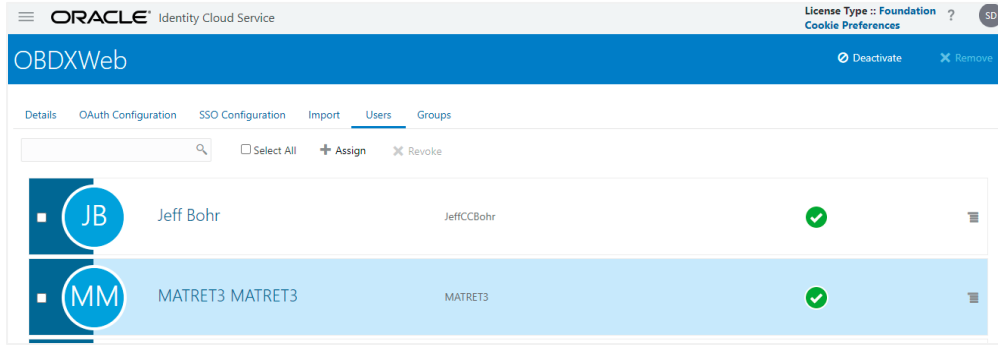 ORACLE® Identity Cloud Service
License Type :: Foundation
Cookie Preferences
?
SD
OBDXWeb
Deactivate
Remove
Details OAuth Configuration SSO Configuration Import Users Groups
Select All Assign Revoke
JB Jeff Bohr JeffCCBohr
MM MATRET3 MATRET3 MATRET3